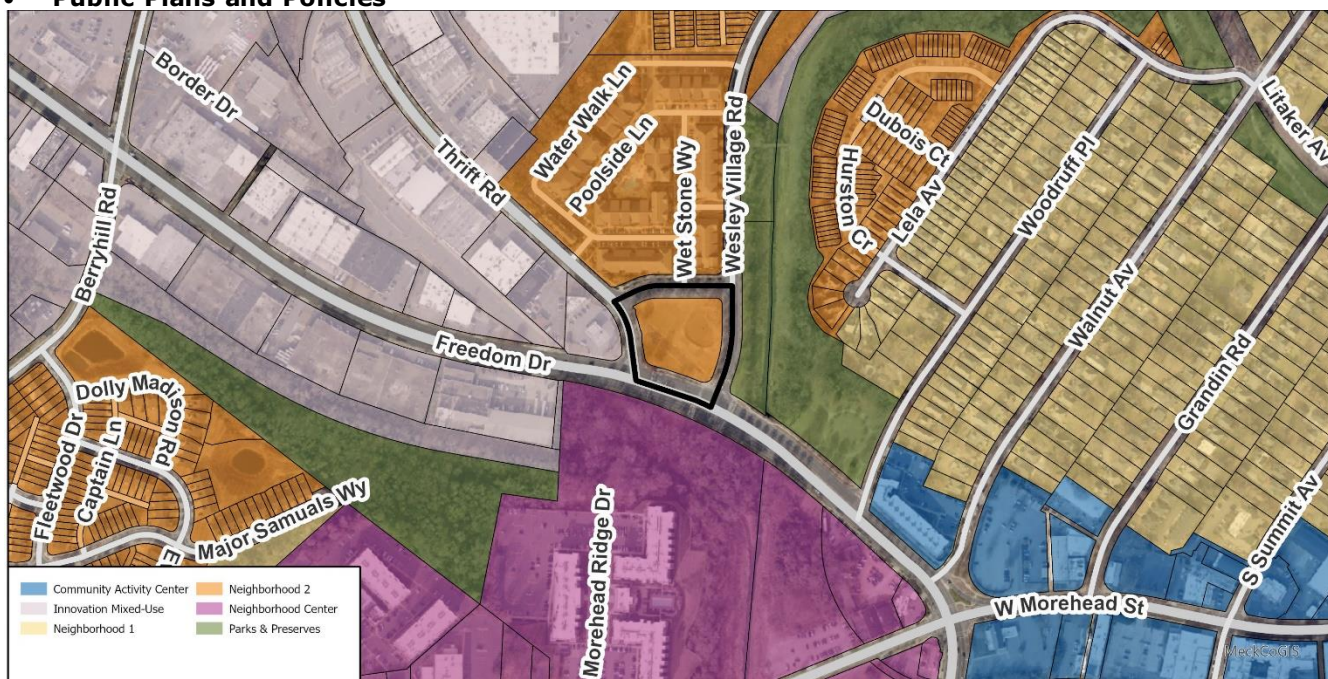 • Public Plans and Policies
Border Dr
Berryhill Rd
Thrift Rd
Water Walk Ln
Poolside Ln
Wet Stone Wy
Wesley Village Rd
Dubois Ct
Hurston Cr
Lela Av
Woodruff Pl
Walnut Av
Litaker Av
Grandin Rd
S Summit Av
Freedom Dr
Dolly Madison Rd
Fleetwood Dr
Captain Ln
Major Samuals Wy
E
Morehead Ridge Dr
W Morehead St
Community Activity Center
Innovation Mixed-Use
Neighborhood 1
Neighborhood 2
Neighborhood Center
Parks & Preserves
MeckCoGIS